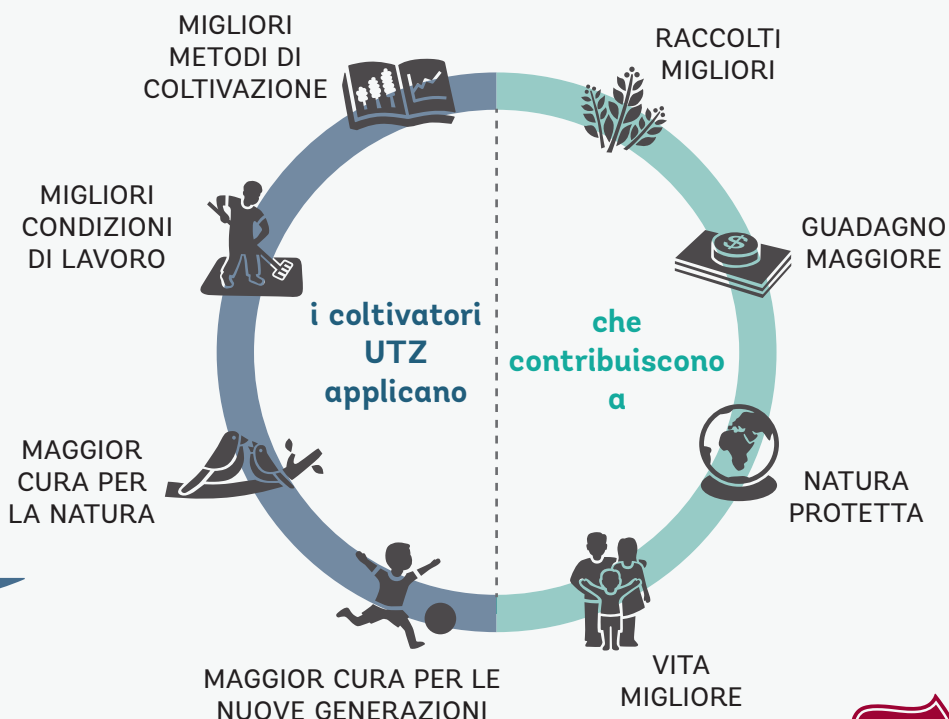 MIGLIORI
METODI DI
COLTIVAZIONE
MIGLIORI
CONDIZIONI
DI LAVORO
MAGGIOR
CURA PER
LA NATURA
MAGGIOR CURA PER LE
NUOVE GENERAZIONI
i coltivatori
UTZ
applicano
che
contribuiscono
a
RACCOLTI
MIGLIORI
GUADAGNO
MAGGIORE
$
NATURA
PROTETTA
VITA
MIGLIORE